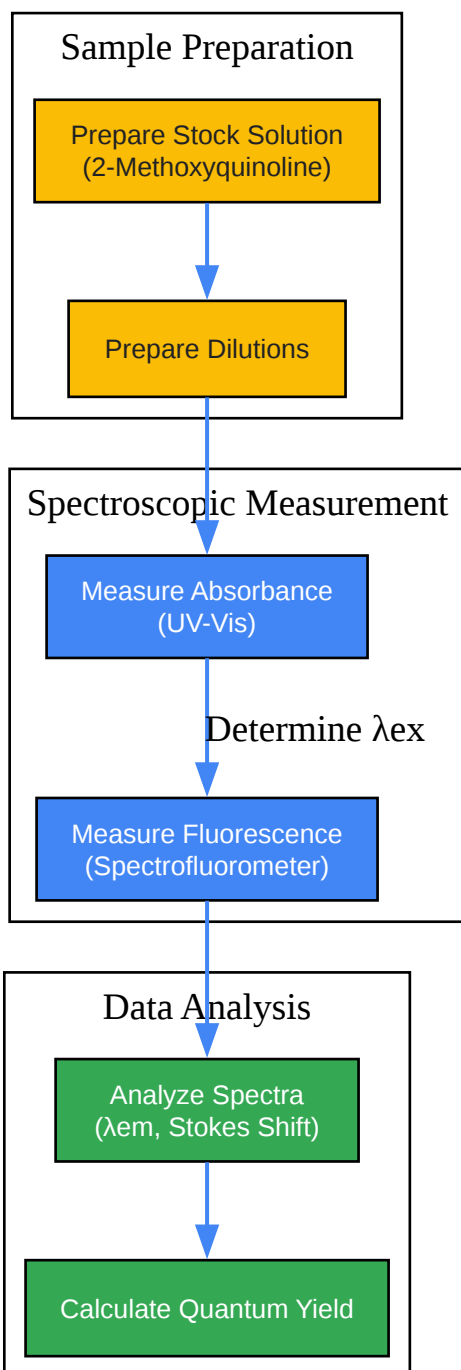 Sample Preparation
Prepare Stock Solution
(2-Methoxyquinoline)
Prepare Dilutions
Spectroscopic Measurement
Measure Absorbance
(UV-Vis)
Determine λex
Measure Fluorescence
(Spectrofluorometer)
Data Analysis
Analyze Spectra
(λem, Stokes Shift)
Calculate Quantum Yield